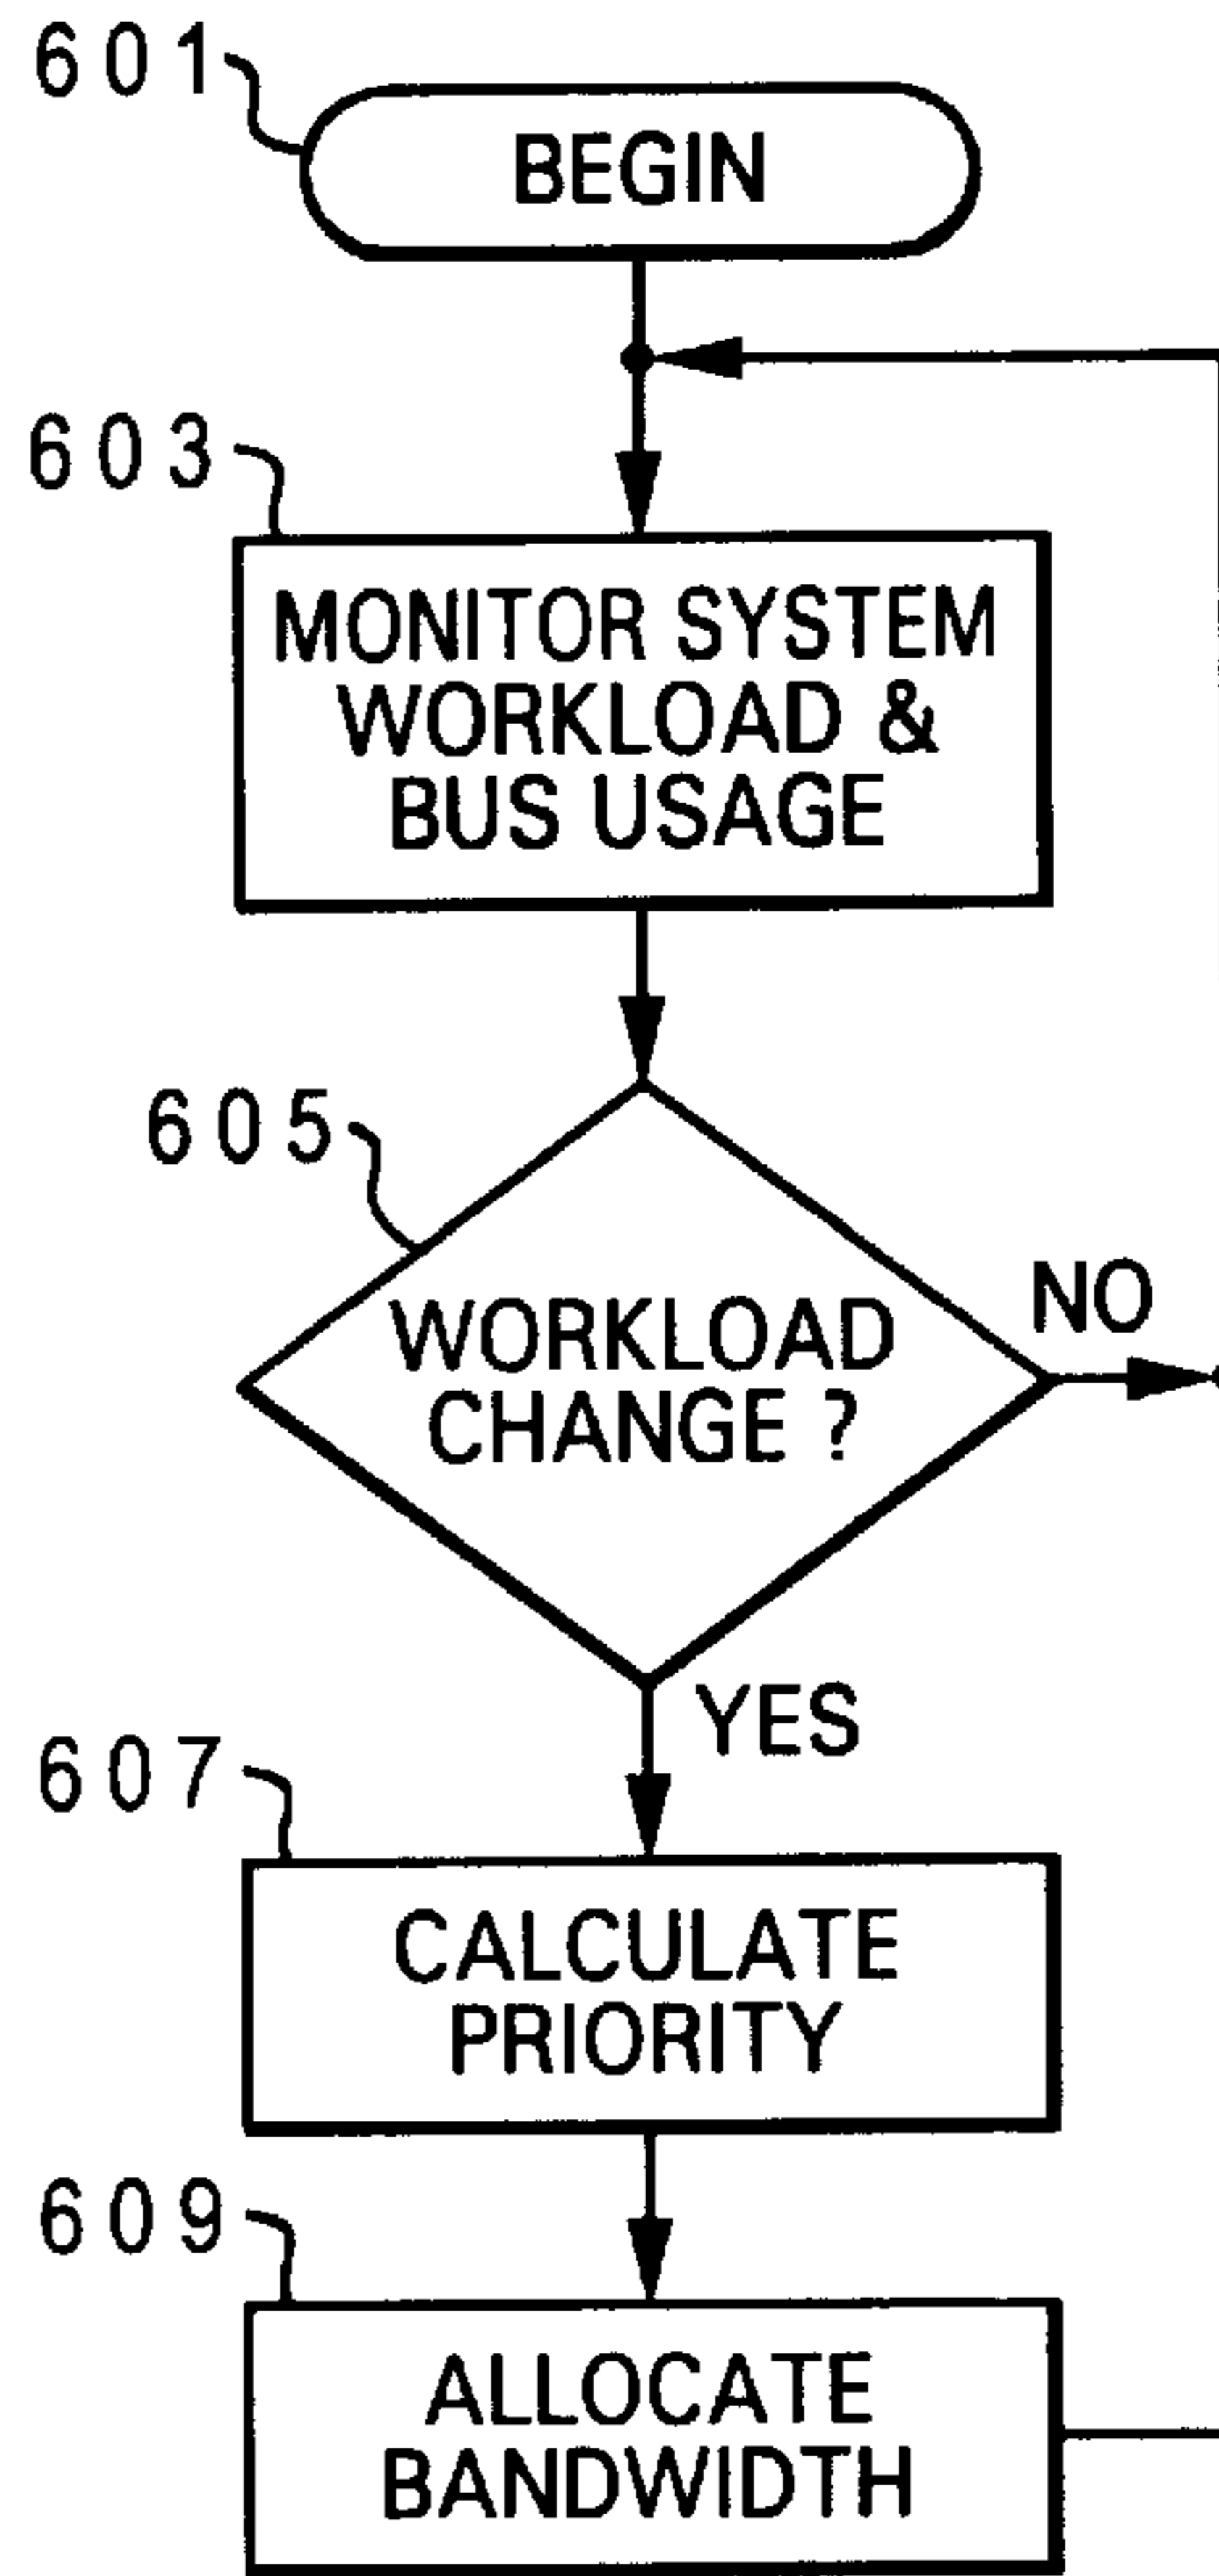 601
BEGIN
603
MONITOR SYSTEM
WORKLOAD &
BUS USAGE
605
WORKLOAD
CHANGE ?
NO
YES
607
CALCULATE
PRIORITY
609
ALLOCATE
BANDWIDTH